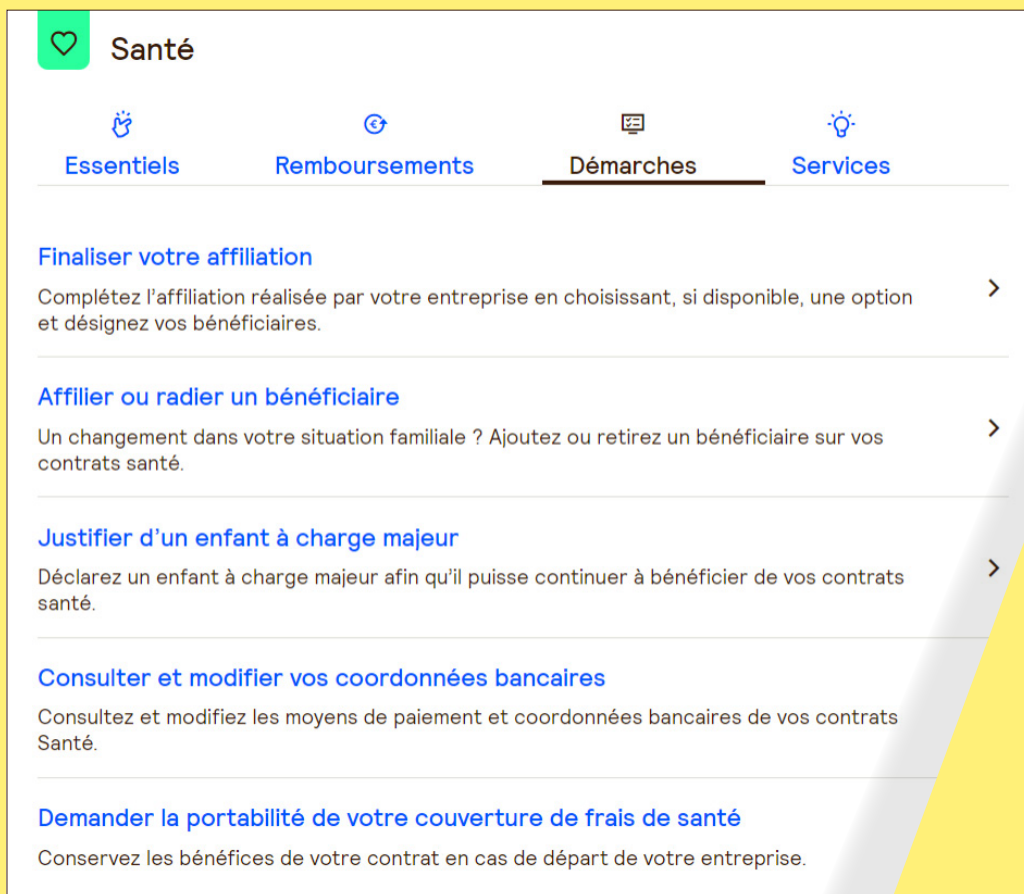 Santé
Essentiels
Remboursements
Démarches
Services
Finaliser votre affiliation
Complétez l’affiliation réalisée par votre entreprise en choisissant, si disponible, une option
et désignez vos bénéficiaires.
Affilier ou radier un bénéficiaire
Un changement dans votre situation familiale ? Ajoutez ou retirez un bénéficiaire sur vos
contrats santé.
Justifier d’un enfant à charge majeur
Déclarez un enfant à charge majeur afin qu’il puisse continuer à bénéficier de vos contrats
santé.
Consulter et modifier vos coordonnées bancaires
Consultez et modifiez les moyens de paiement et coordonnées bancaires de vos contrats
Santé.
Demander la portabilité de votre couverture de frais de santé
Conservez les bénéfices de votre contrat en cas de départ de votre entreprise.